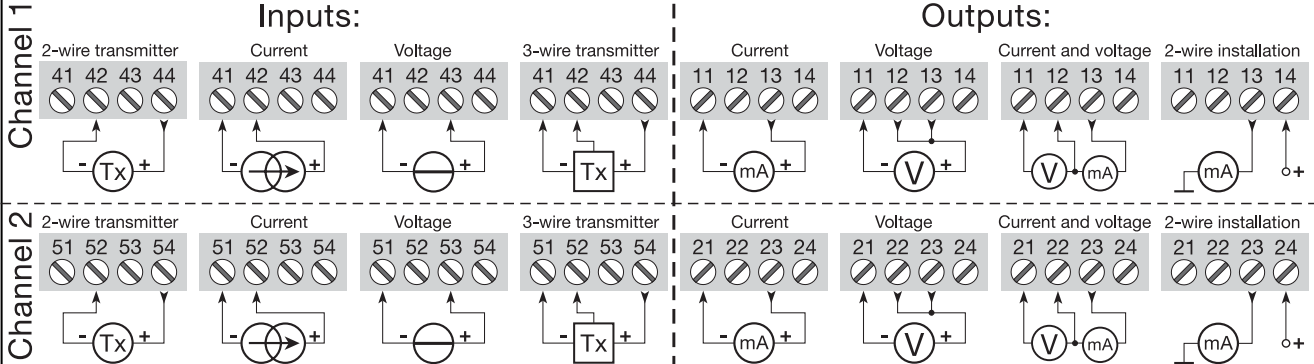 Inputs: Outputs:
Channel 1
2-wire transmitter Current Voltage 3-wire transmitter Current Voltage Current and voltage 2-wire installation
41 42 43 44 41 42 43 44 41 42 43 44 41 42 43 44 11 12 13 14 11 12 13 14 11 12 13 14 11 12 13 14
- Tx + - + - + - Tx + - mA + - V + V mA mA +
Channel 2
2-wire transmitter Current Voltage 3-wire transmitter Current Voltage Current and voltage 2-wire installation
51 52 53 54 51 52 53 54 51 52 53 54 51 52 53 54 21 22 23 24 21 22 23 24 21 22 23 24 21 22 23 24
- Tx + - + - + - Tx + - mA + - V + V mA mA +